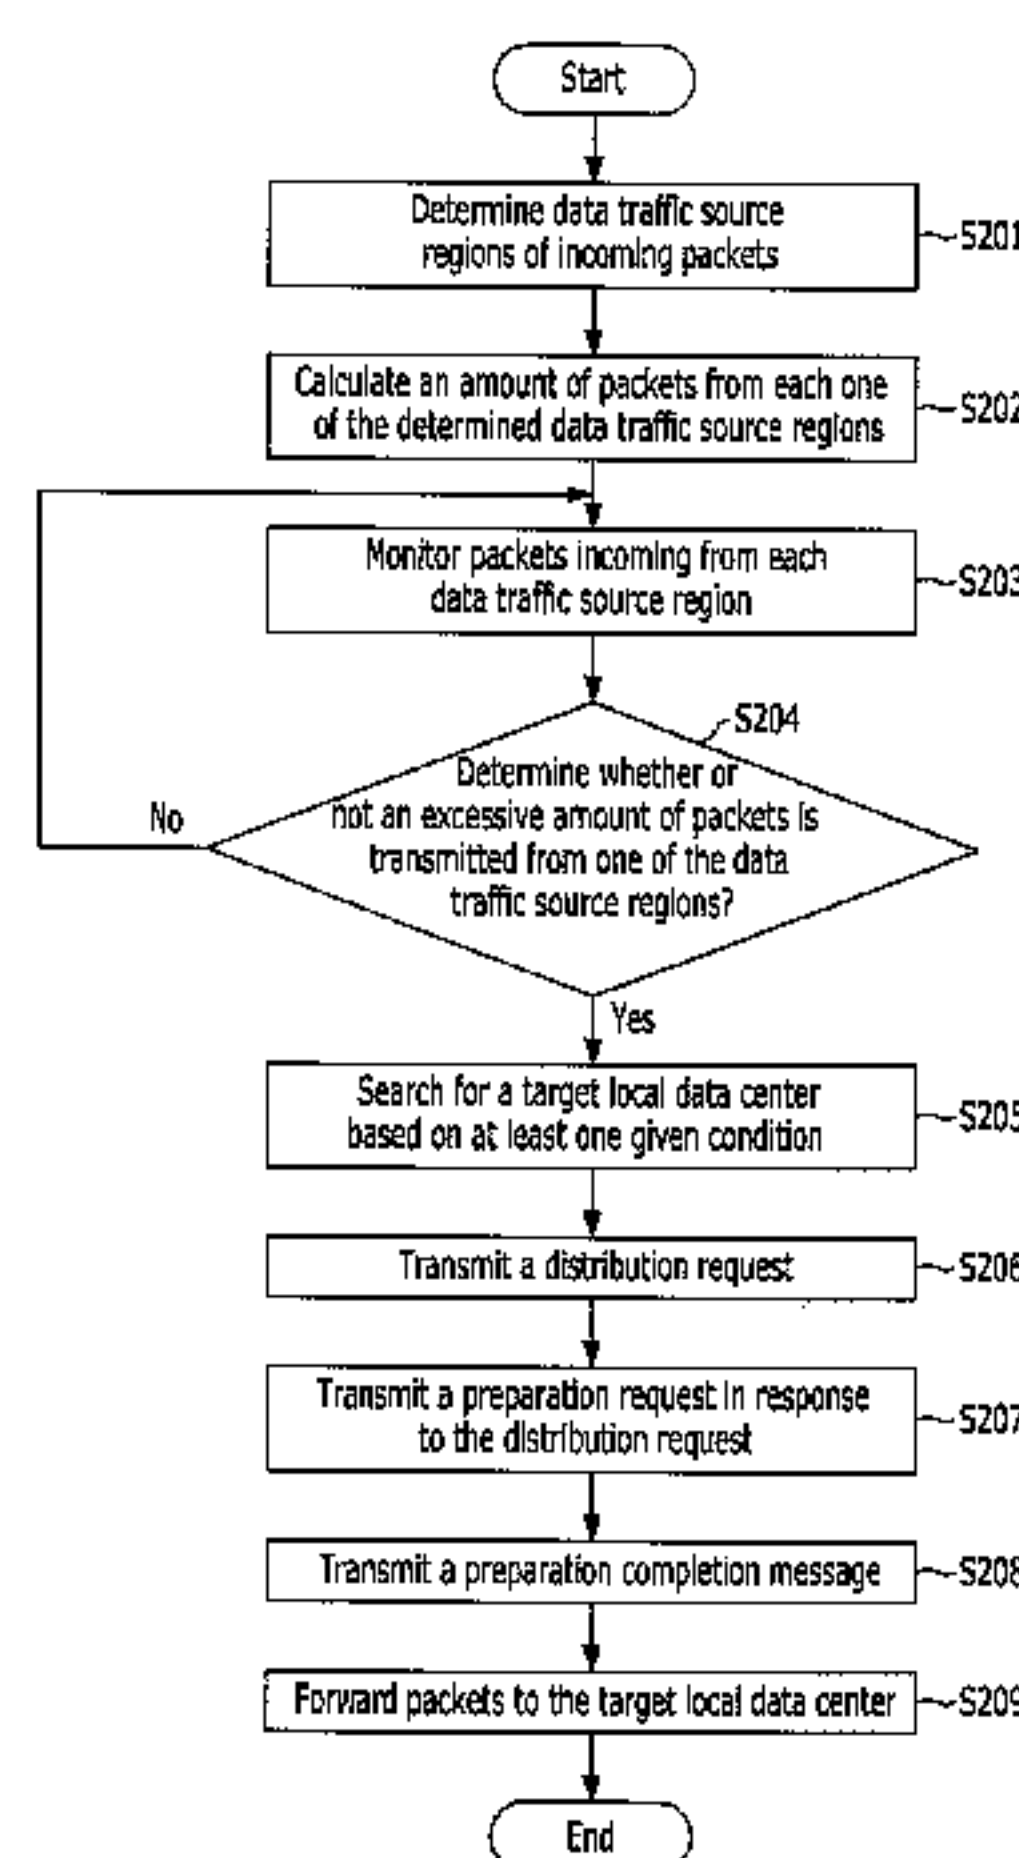 Start
Determine data traffic source
regions of incoming packets
S201
Calculate an amount of packets from each one
of the determined data traffic source regions
S202
Monitor packets incoming from each
data traffic source region
S203
S204
Determine whether or
not an excessive amount of packets is
transmitted from one of the data
traffic source regions?
No
Yes
Search for a target local data center
based on at least one given condition
S205
Transmit a distribution request
S206
Transmit a preparation request in response
to the distribution request
S207
Transmit a preparation completion message
S208
Forward packets to the target local data center
S209
End